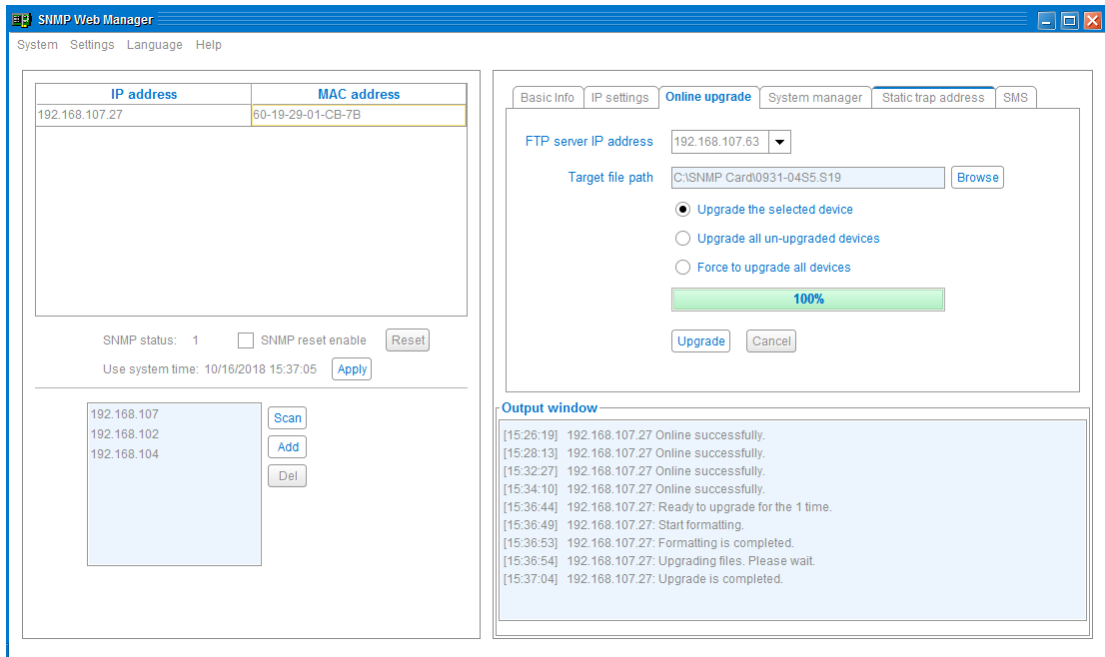 SNMP Web Manager
System Settings Language Help
IP address MAC address
192.168.107.27 60-19-29-01-CB-7B
SNMP status: 1 SNMP reset enable Reset
Use system time: 10/16/2018 15:37:05 Apply
192.168.107
192.168.102
192.168.104
Scan
Add
Del
Basic Info IP settings Online upgrade System manager Static trap address SMS
FTP server IP address 192.168.107.63
Target file path C:\SNMP Card\0931-04S5.S19 Browse
Upgrade the selected device
Upgrade all un-upgraded devices
Force to upgrade all devices
100%
Upgrade Cancel
Output window
[15:26:19] 192.168.107.27 Online successfully.
[15:28:13] 192.168.107.27 Online successfully.
[15:32:27] 192.168.107.27 Online successfully.
[15:34:10] 192.168.107.27 Online successfully.
[15:36:44] 192.168.107.27: Ready to upgrade for the 1 time.
[15:36:49] 192.168.107.27: Start formatting.
[15:36:53] 192.168.107.27: Formatting is completed.
[15:36:54] 192.168.107.27: Upgrading files. Please wait.
[15:37:04] 192.168.107.27: Upgrade is completed.